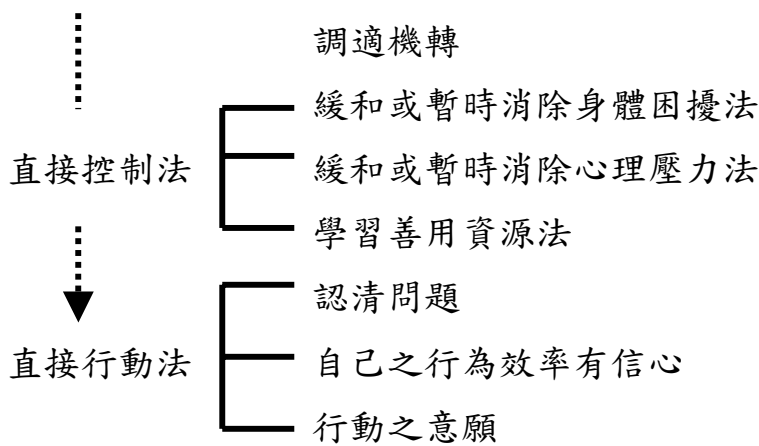 調適機轉
緩和或暫時消除身體困擾法
直接控制法
緩和或暫時消除心理壓力法
學習善用資源法
認清問題
直接行動法
自己之行為效率有信心
行動之意願